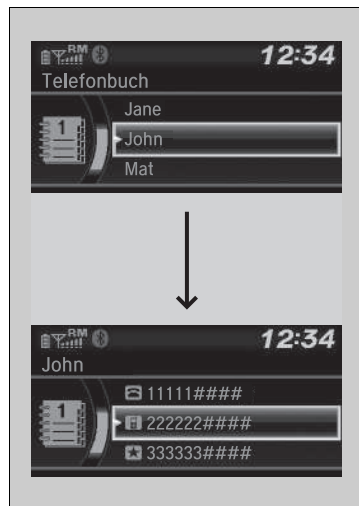 RM 12:34
Telefonbuch
1
Jane
John
Mat
RM 12:34
John
1
11111####
222222####
333333####